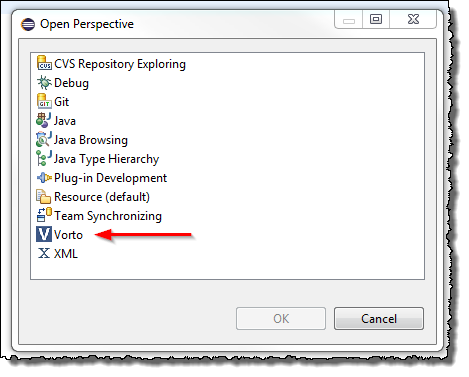 Open Perspective
CVS Repository Exploring
Debug
Git
Java
Java Browsing
Java Type Hierarchy
Plug-in Development
Resource (default)
Team Synchronizing
Vorto
XML
OK
Cancel